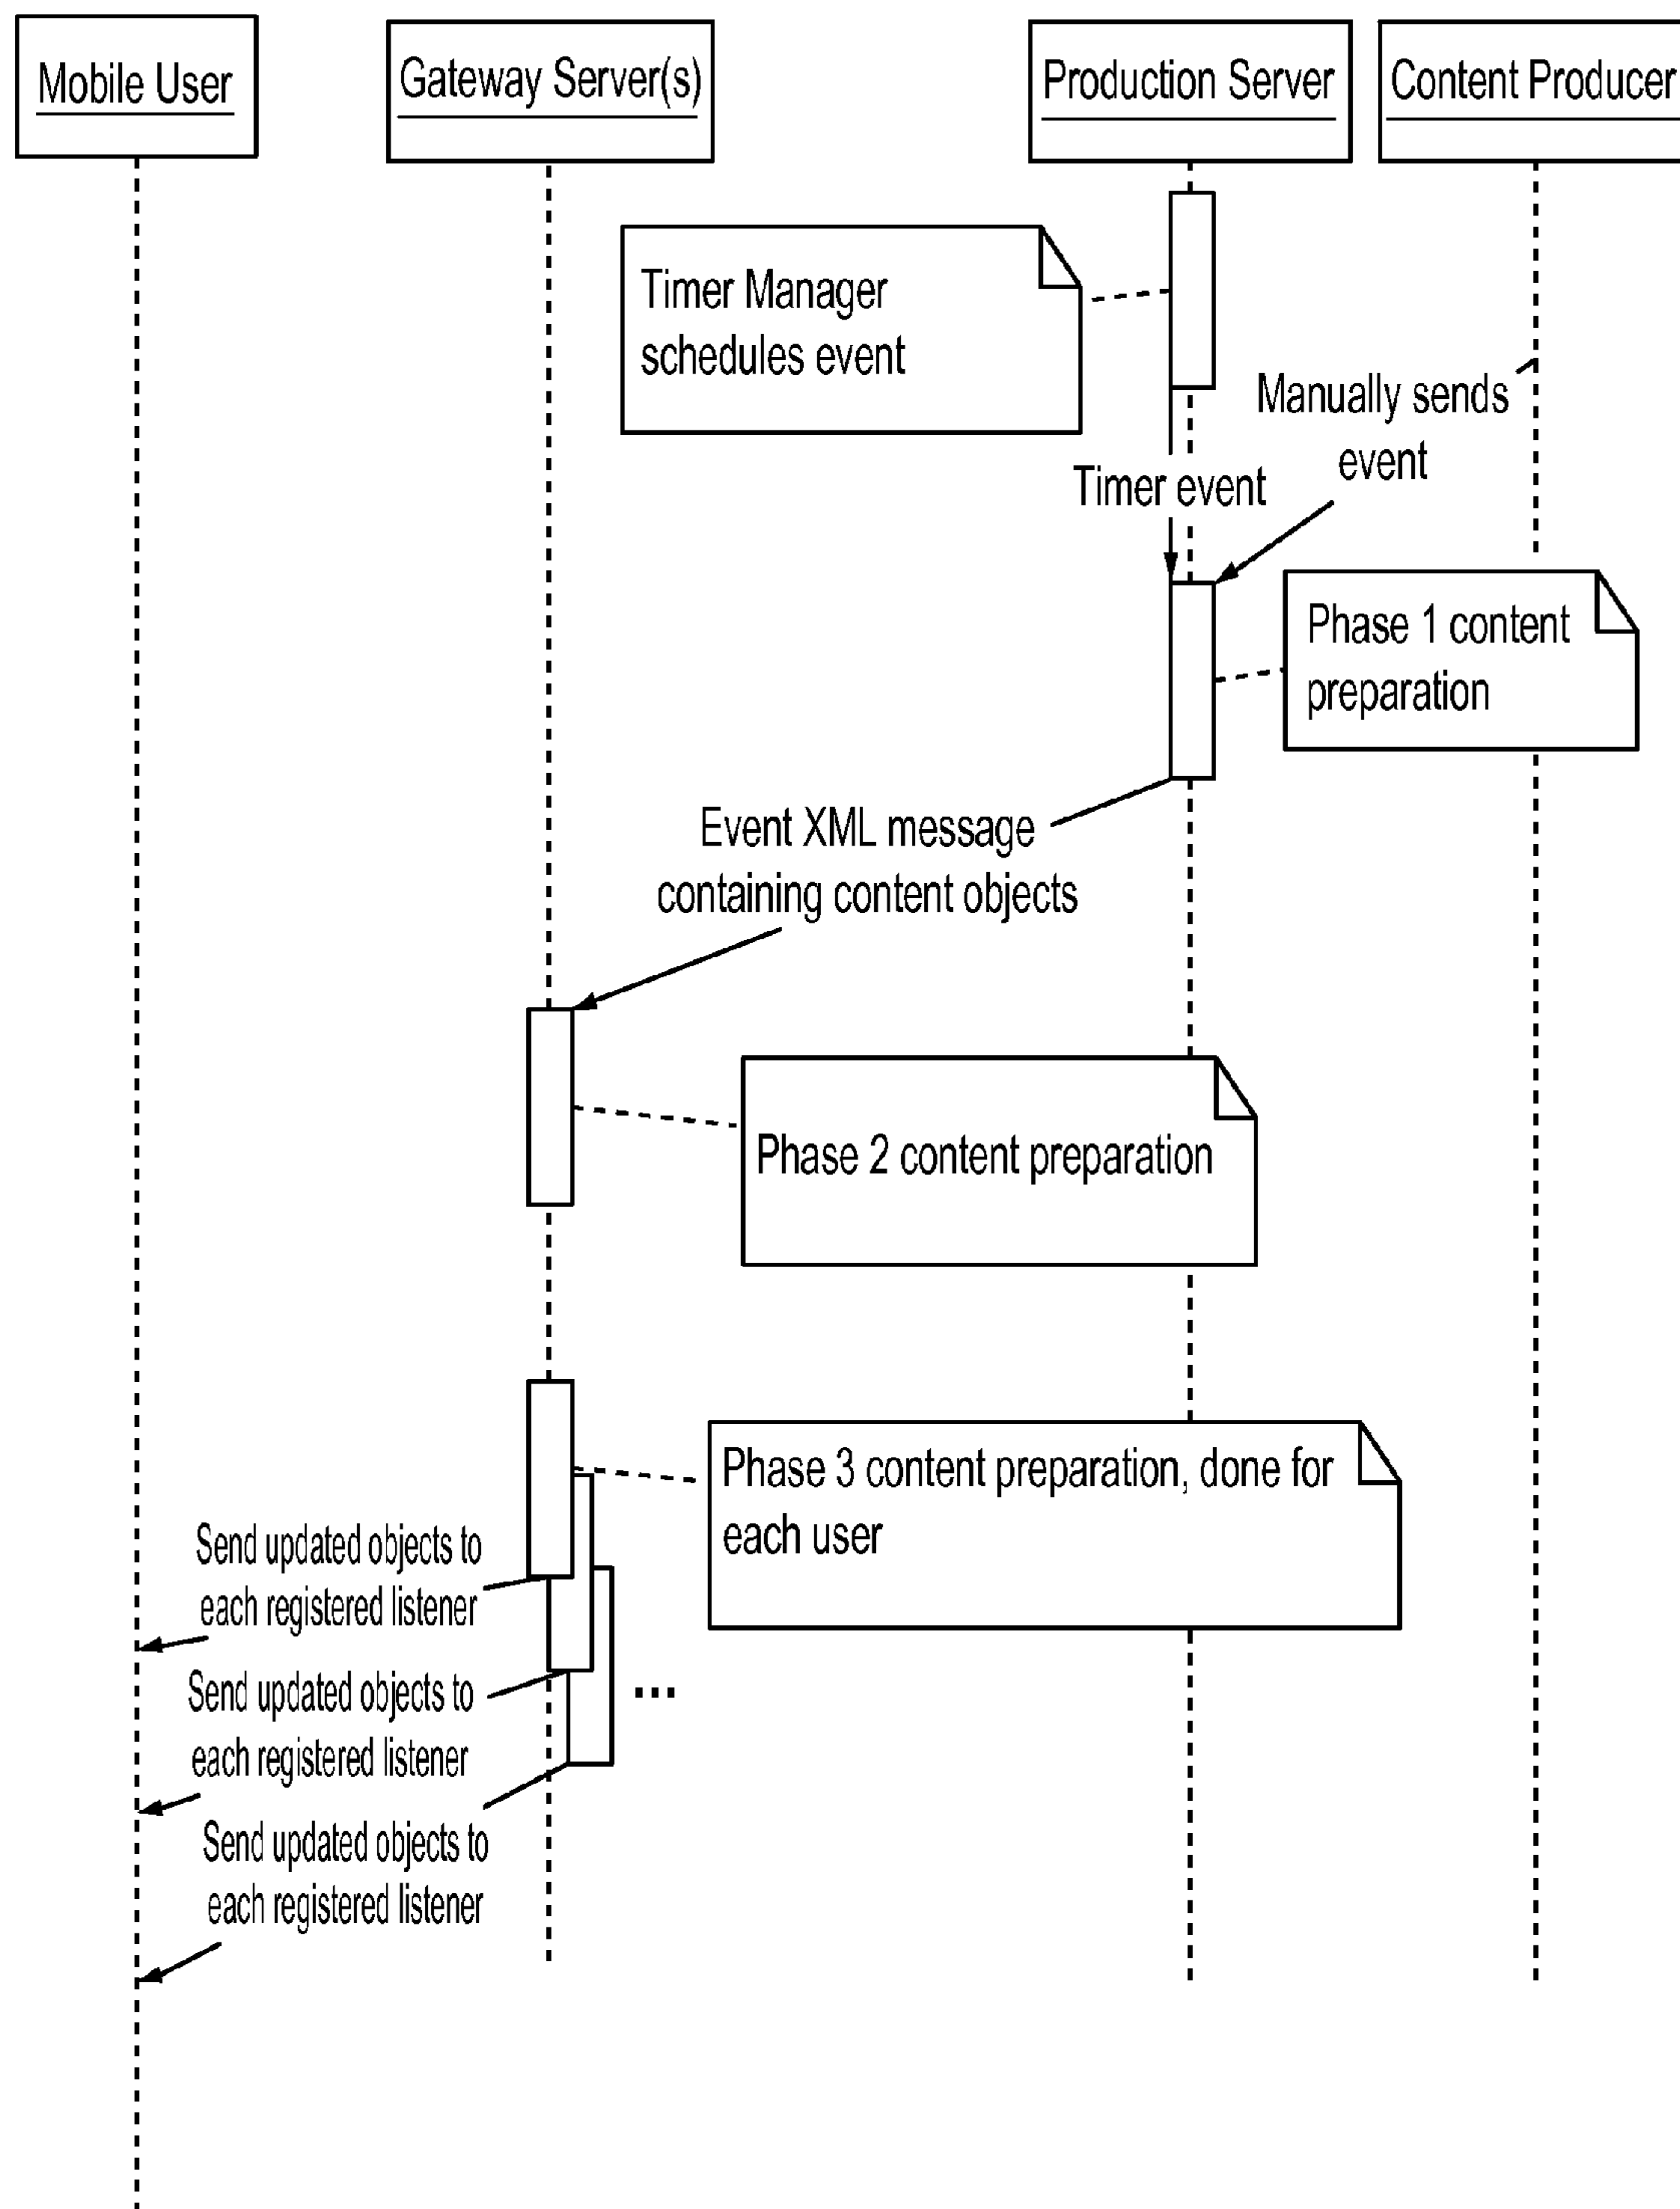 Mobile User
Gateway Server(s)
Production Server
Content Producer
Timer Manager
schedules event
Manually sends
event
Timer event
Phase 1 content
preparation
Event XML message
containing content objects
Phase 2 content preparation
Phase 3 content preparation, done for
each user
Send updated objects to
each registered listener
Send updated objects to
each registered listener
...
Send updated objects to
each registered listener